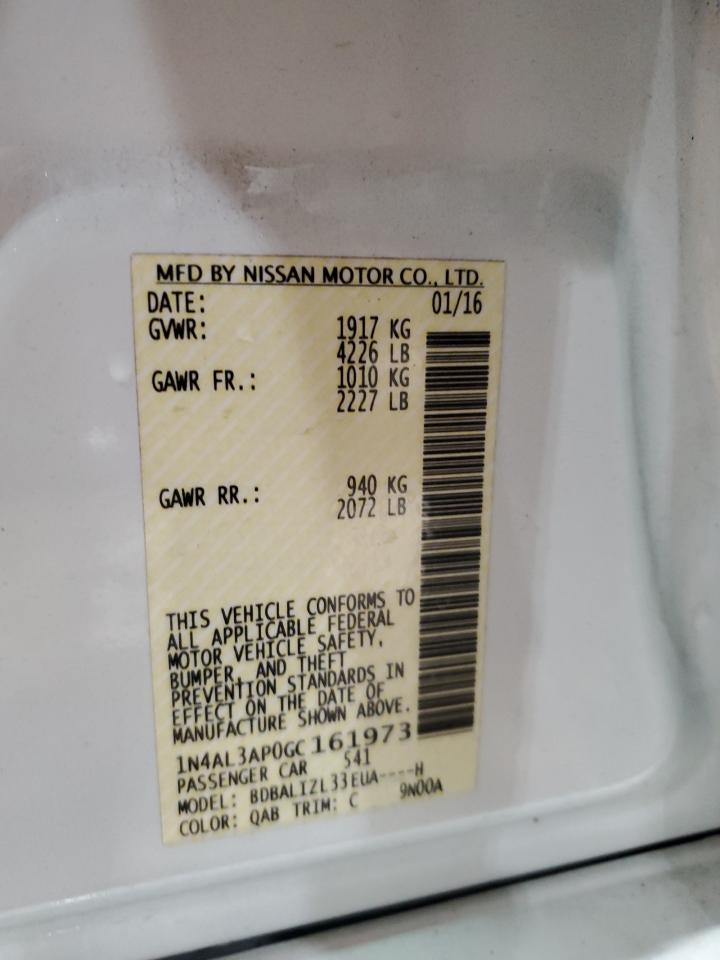 MFD BY NISSAN MOTOR CO., LTD.
DATE: 01/16
GVWR: 1917 KG
4226 LB
GAWR FR.: 1010 KG
2227 LB
GAWR RR.: 940 KG
2072 LB
THIS VEHICLE CONFORMS TO
ALL APPLICABLE FEDERAL
MOTOR VEHICLE SAFETY,
BUMPER, AND THEFT
PREVENTION STANDARDS IN
EFFECT ON THE DATE OF
MANUFACTURE SHOWN ABOVE.
1N4AL3AP0GC161973
PASSENGER CAR 541
MODEL: BDBALIZL33EUA----H
COLOR: QAB TRIM: C 9N00A